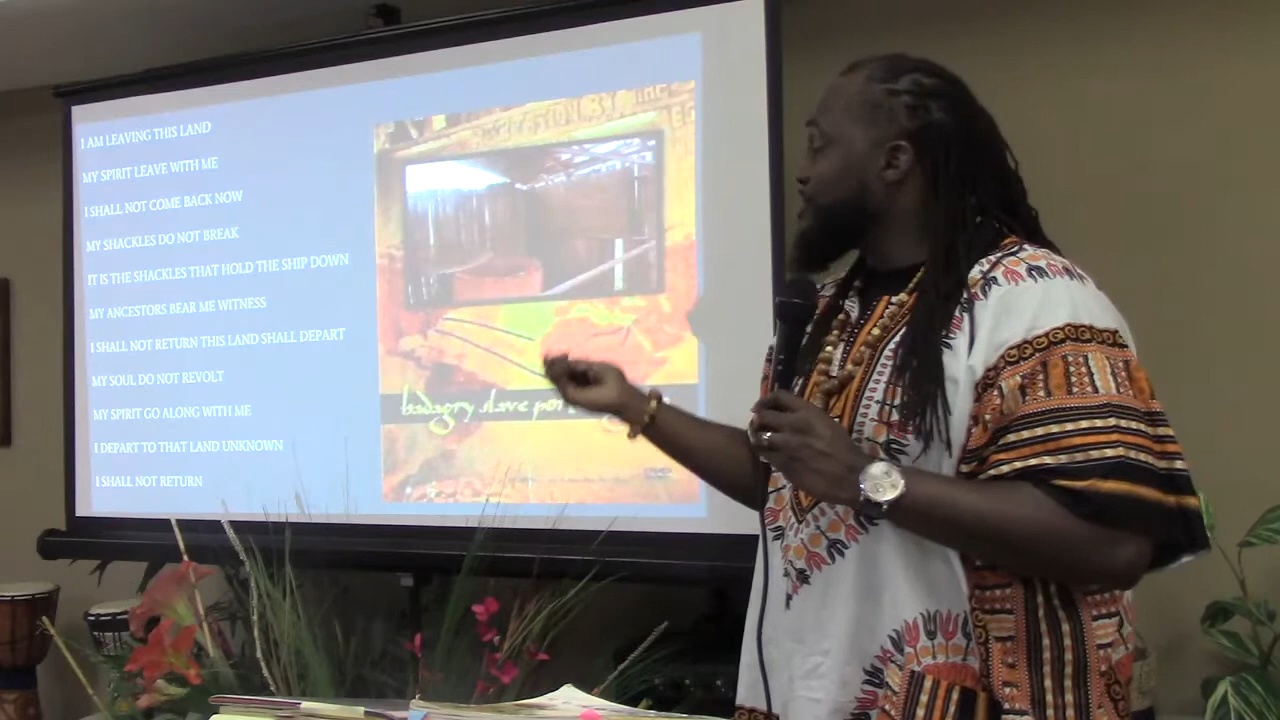 I AM LEAVING THIS LAND
MY SPIRIT LEAVE WITH ME
I SHALL NOT COME BACK NOW
MY SHACKLES DO NOT BREAK
IT IS THE SHACKLES THAT HOLD THE SHIP DOWN
MY ANCESTORS BEAR ME WITNESS
I SHALL NOT RETURN THIS LAND SHALL DEPART
MY SOUL DO NOT REVOLT
MY SPIRIT GO ALONG WITH ME
I DEPART TO THAT LAND UNKNOWN
I SHALL NOT RETURN
badagry slave port